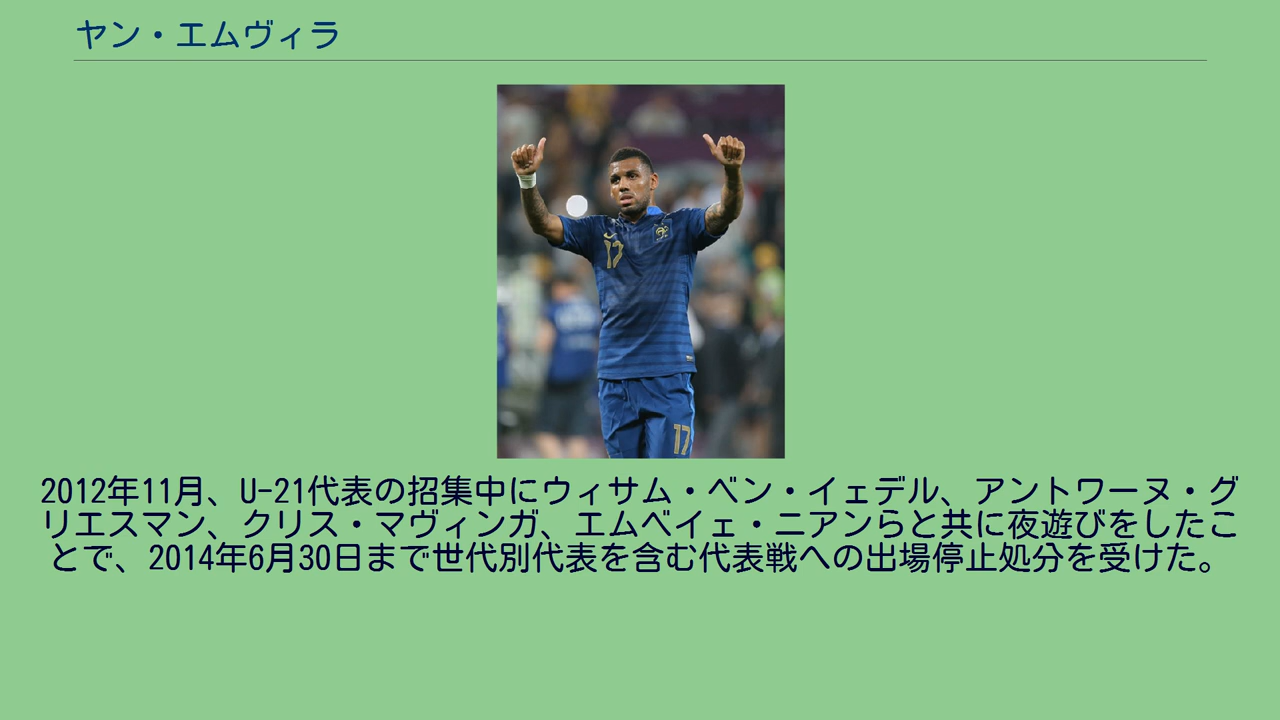 ヤン・エムヴィラ
17
17
2012年11月、U-21代表の招集中にウィサム・ベン・イェデル、アントワーヌ・グ
リエスマン、クリス・マヴィンガ、エムベイェ・ニアンらと共に夜遊びをしたこ
とで、2014年6月30日まで世代別代表を含む代表戦への出場停止処分を受けた。